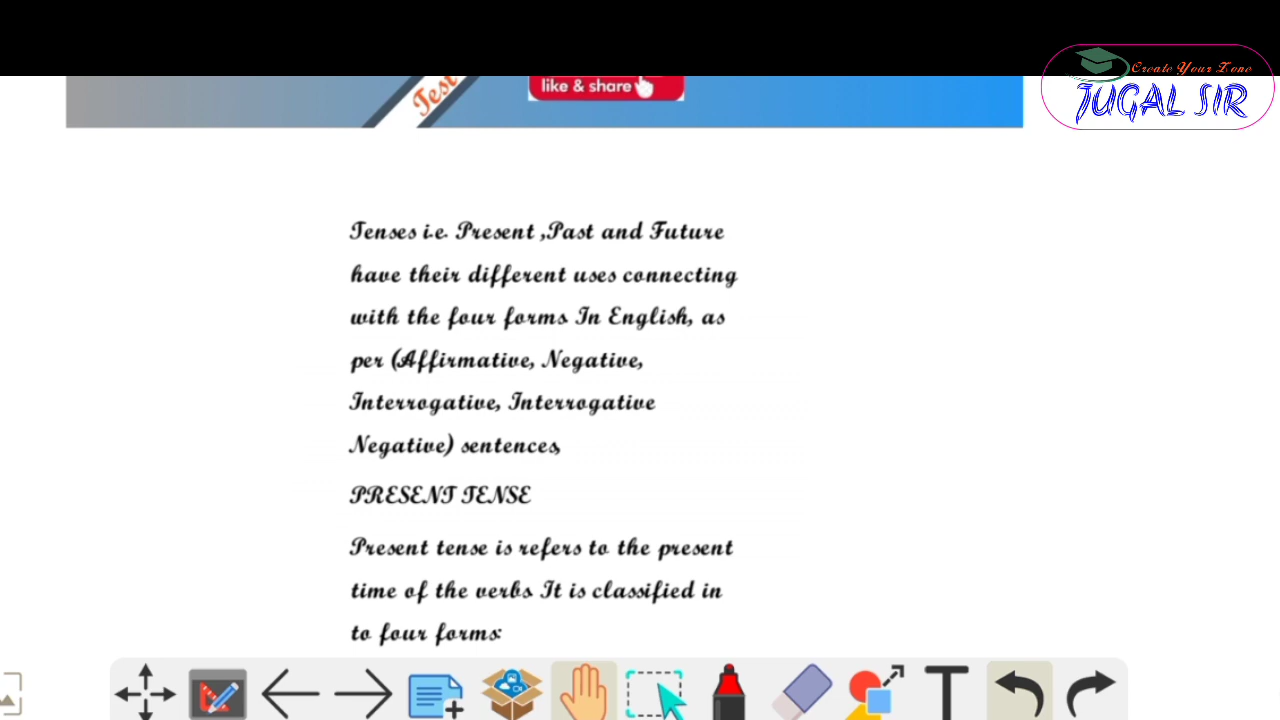 Create Your Zone
JUGAL SIR
Test
like & share
Tenses i.e. Present ,Past and Future
have their different uses connecting
with the four forms. In English, as
per (Affirmative, Negative,
Interrogative, Interrogative
Negative) sentences,
PRESENT TENSE
Present tense is refers to the present
time of the verbs. It is classified in
to four forms:
T